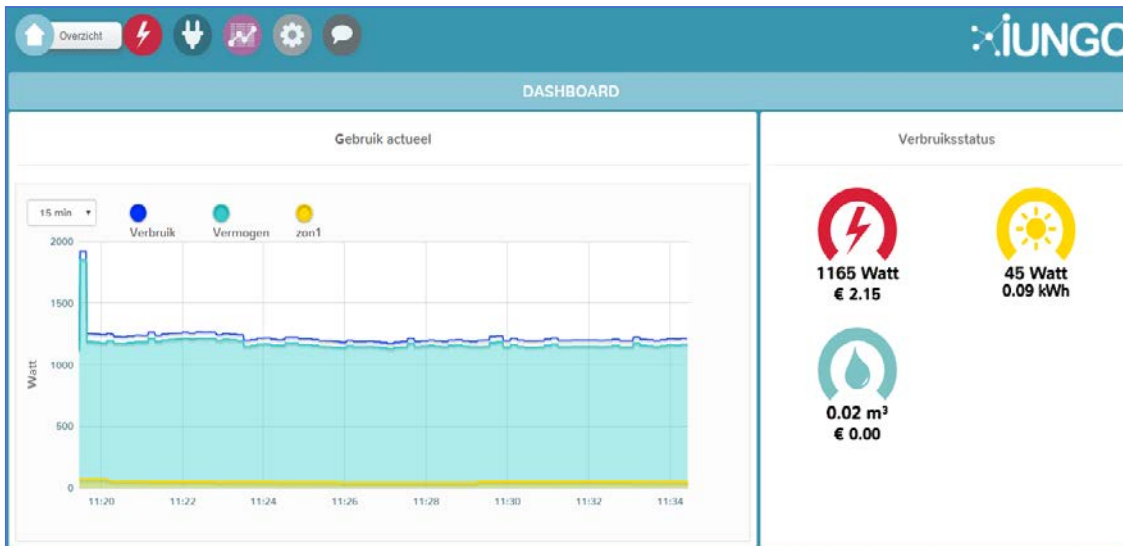 Overzicht
iUNGO
DASHBOARD
Gebruik actueel
Verbruiksstatus
15 min
Verbruik
Vermogen
zon1
2000
1500
1000
500
0
Watt
11:20
11:22
11:24
11:26
11:28
11:30
11:32
11:34
1165 Watt
€ 2.15
45 Watt
0.09 kWh
0.02 m³
€ 0.00